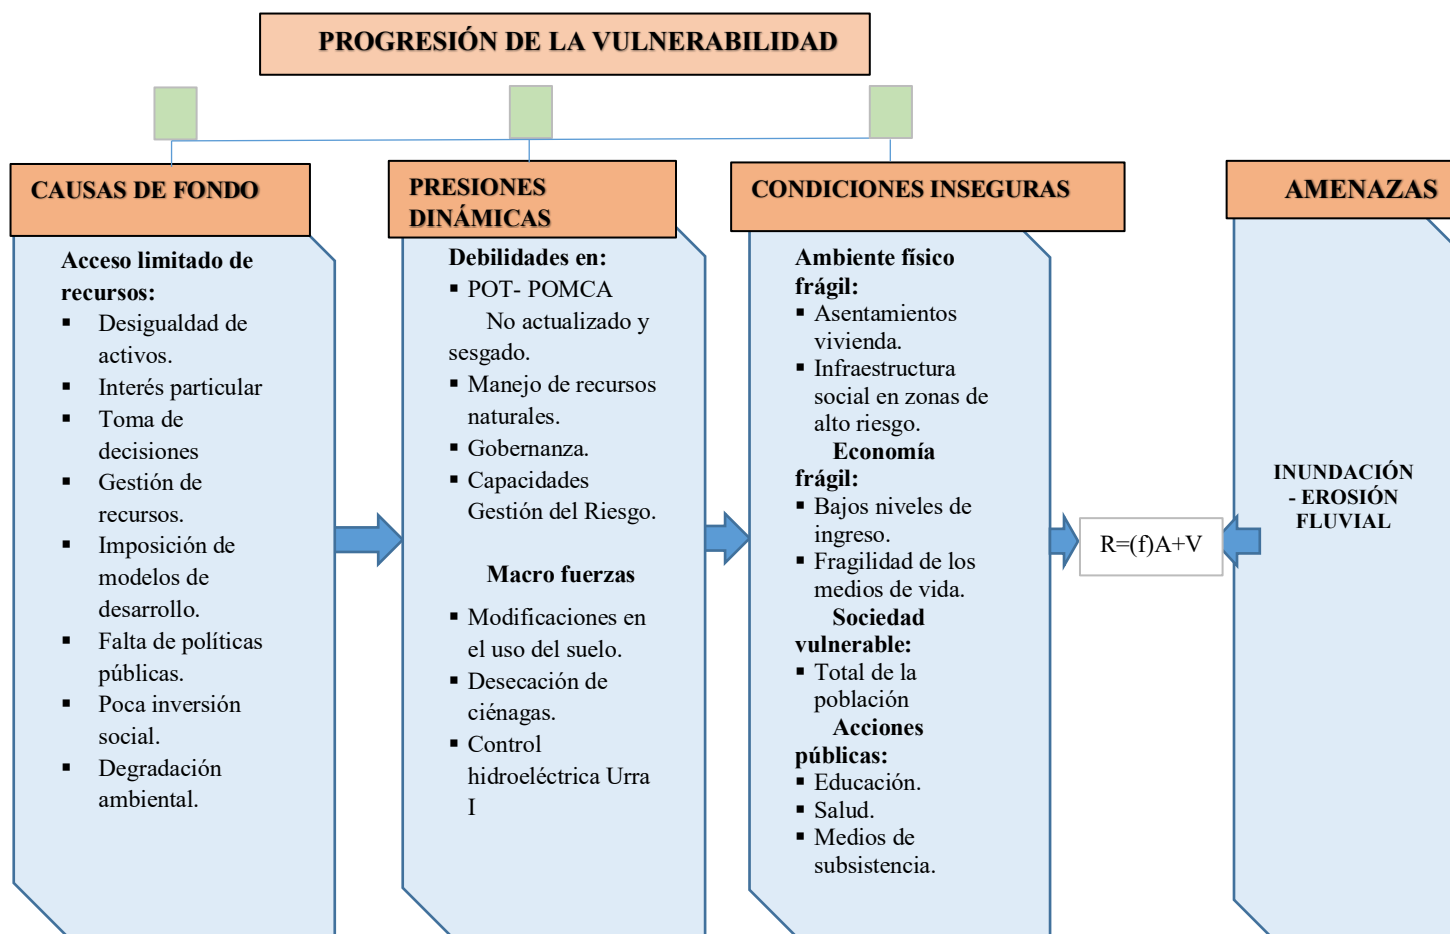 PROGRESIÓN DE LA VULNERABILIDAD
CAUSAS DE FONDO
Acceso limitado de
recursos:
▪ Desigualdad de
activos.
▪ Interés particular
▪ Toma de
decisiones
▪ Gestión de
recursos.
▪ Imposición de
modelos de
desarrollo.
▪ Falta de políticas
públicas.
▪ Poca inversión
social.
▪ Degradación
ambiental.
PRESIONES
DINÁMICAS
Debilidades en:
▪ POT- POMCA
No actualizado y
sesgado.
▪ Manejo de recursos
naturales.
▪ Gobernanza.
▪ Capacidades
Gestión del Riesgo.
Macro fuerzas
▪ Modificaciones en
el uso del suelo.
▪ Desecación de
ciénagas.
▪ Control
hidroeléctrica Urra
I
CONDICIONES INSEGURAS
Ambiente físico
frágil:
▪ Asentamientos
vivienda.
▪ Infraestructura
social en zonas de
alto riesgo.
Economía
frágil:
▪ Bajos niveles de
ingreso.
▪ Fragilidad de los
medios de vida.
Sociedad
vulnerable:
▪ Total de la
población
Acciones
públicas:
▪ Educación.
▪ Salud.
▪ Medios de
subsistencia.
R=(f)A+V
AMENAZAS
INUNDACIÓN
- EROSIÓN
FLUVIAL